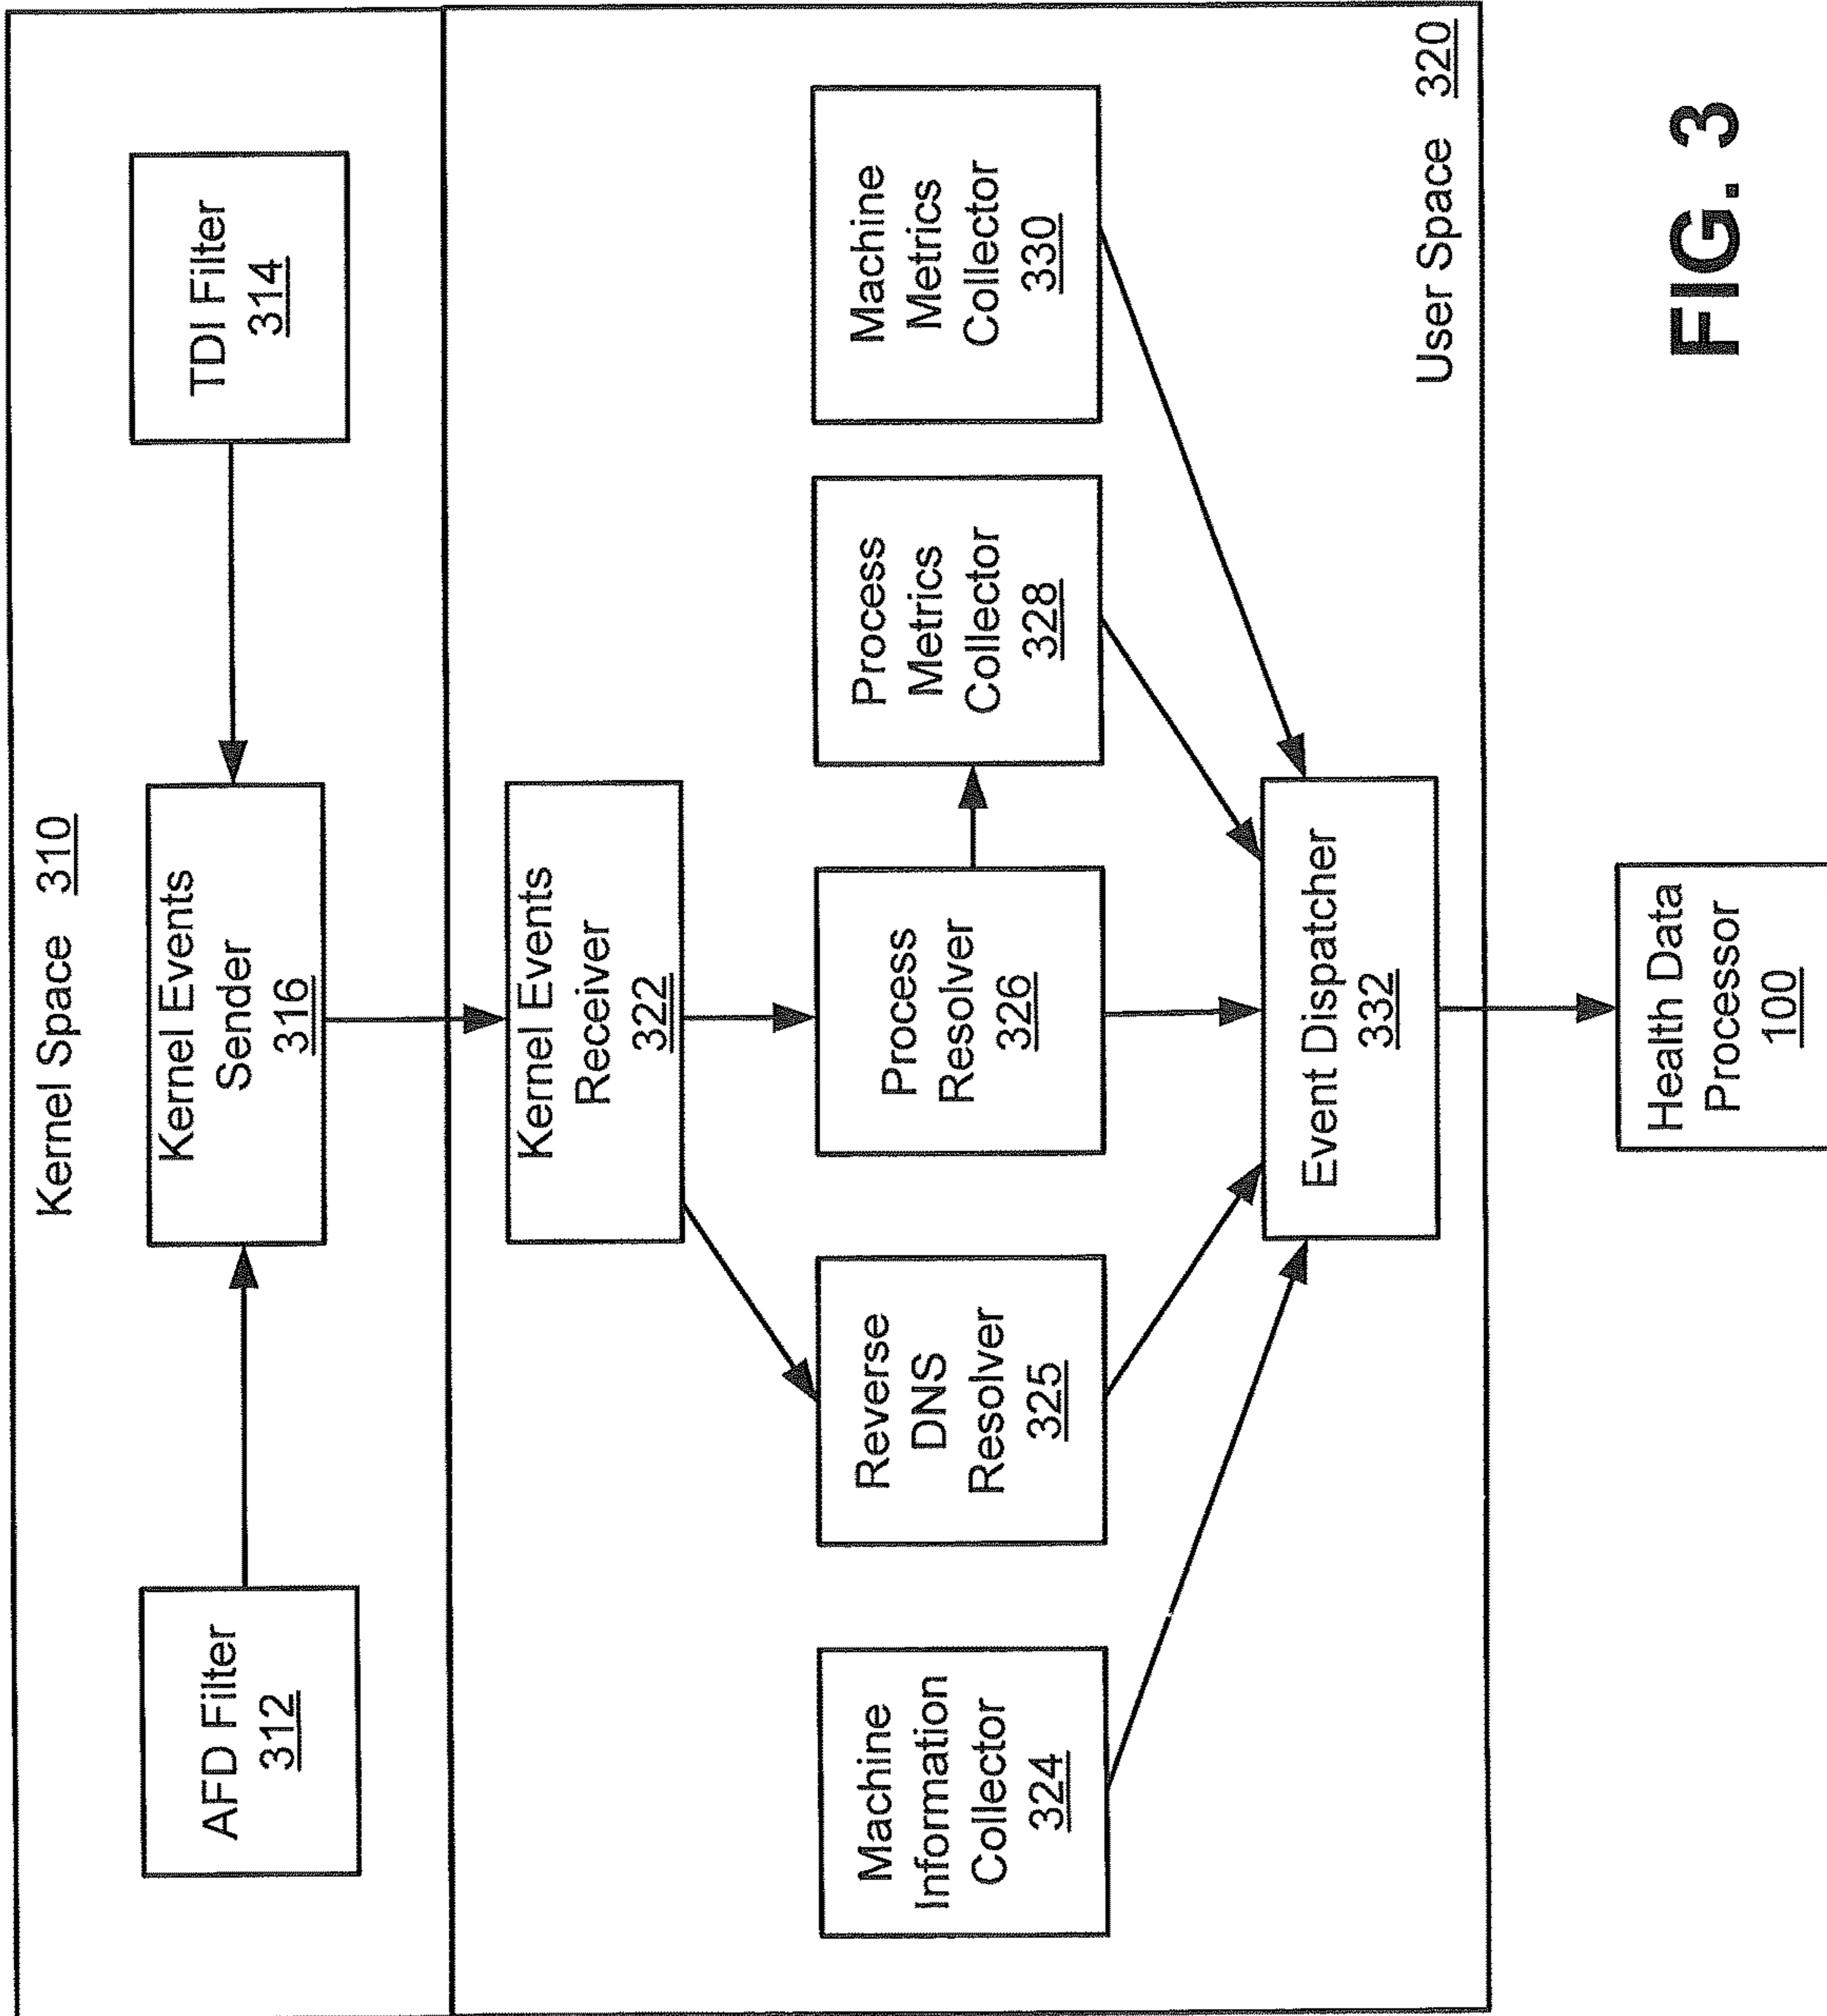 Kernel Space 310
AFD Filter
312
Kernel Events
Sender
316
TDI Filter
314
Kernel Events
Receiver
322
Machine
Information
Collector
324
Reverse
DNS
Resolver
325
Process
Resolver
326
Process
Metrics
Collector
328
Machine
Metrics
Collector
330
Event Dispatcher
332
User Space 320
Health Data
Processor
100
FIG. 3